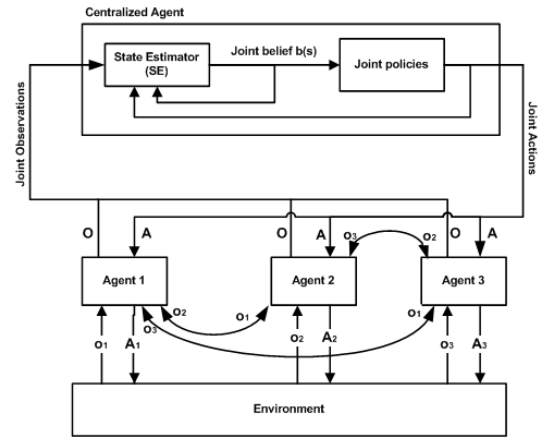 Centralized Agent
State Estimator
(SE)
Joint belief b(s)
Joint policies
Joint Observations
Joint Actions
O
A
O
A
o₃
o₂
O
A
Agent 1
Agent 2
Agent 3
o₂
o₁
o₃
o₁
o₁
A₁
o₂
A₂
o₃
A₃
Environment